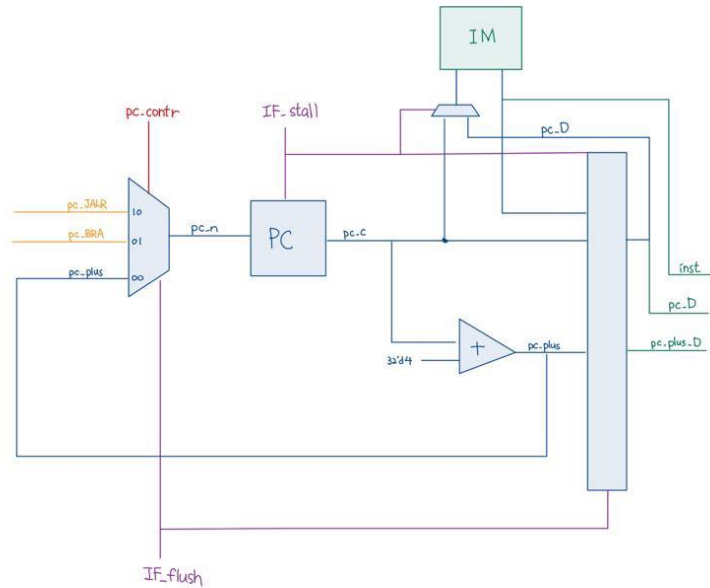 IM
pc_contr
IF_stall
pc_D
pc_JALR
10
pc_n
PC
pc_c
pc_BRA
01
pc_plus
00
inst
pc_D
+
pc_plus
pc_plus_D
32'd4
IF_flush